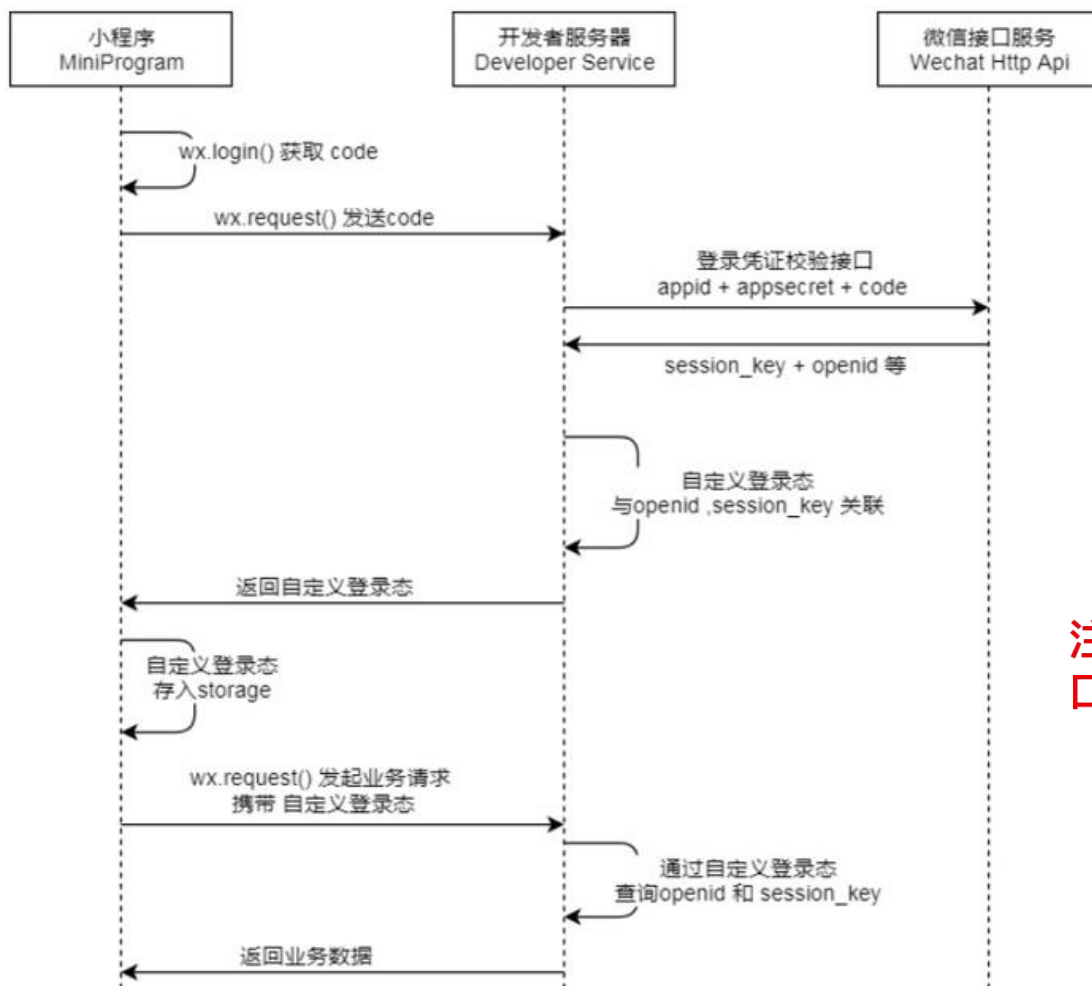 小程序
MiniProgram
开发者服务器
Developer Service
微信接口服务
Wechat Http Api
wx.login() 获取 code
wx.request() 发送code
登录凭证校验接口
appid + appsecret + code
session_key + openid 等
自定义登录态
与openid ,session_key 关联
返回自定义登录态
自定义登录态
存入storage
注
口
wx.request() 发起业务请求
携带 自定义登录态
通过自定义登录态
查询openid 和 session_key
返回业务数据